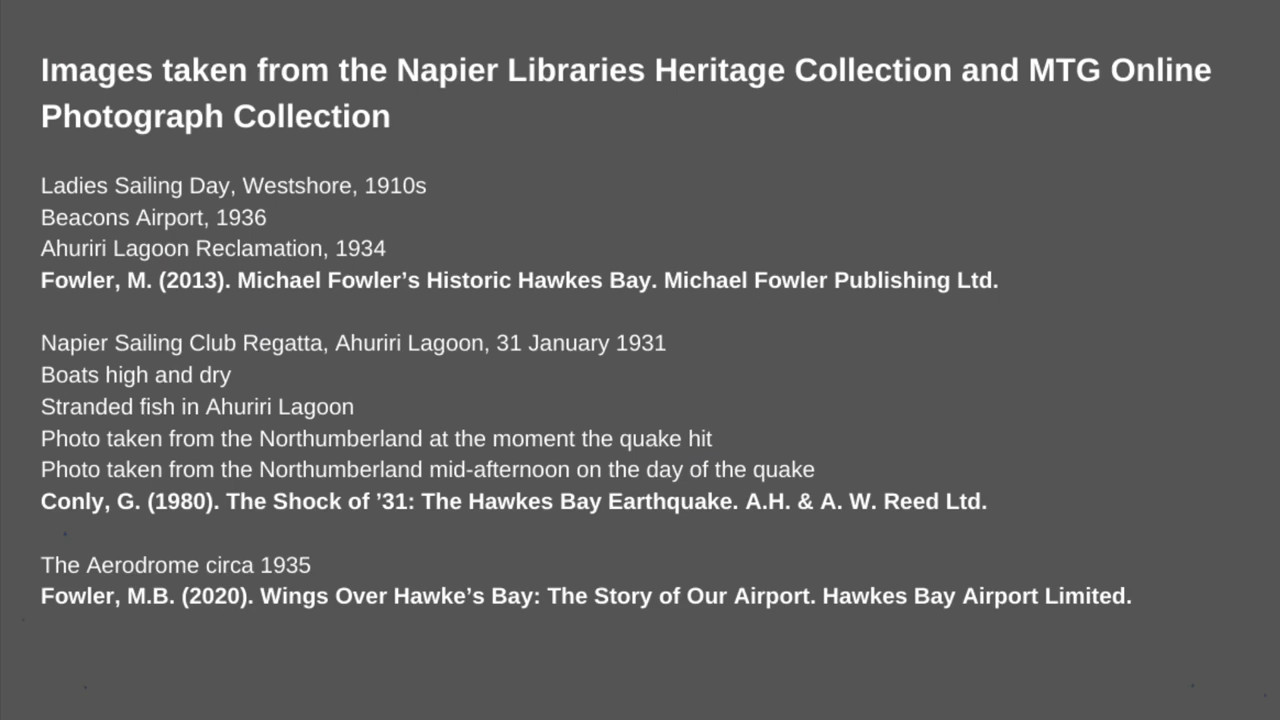 Images taken from the Napier Libraries Heritage Collection and MTG Online
Photograph Collection
Ladies Sailing Day, Westshore, 1910s
Beacons Airport, 1936
Ahuriri Lagoon Reclamation, 1934
Fowler, M. (2013). Michael Fowler’s Historic Hawkes Bay. Michael Fowler Publishing Ltd.
Napier Sailing Club Regatta, Ahuriri Lagoon, 31 January 1931
Boats high and dry
Stranded fish in Ahuriri Lagoon
Photo taken from the Northumberland at the moment the quake hit
Photo taken from the Northumberland mid-afternoon on the day of the quake
Conly, G. (1980). The Shock of ’31: The Hawkes Bay Earthquake. A.H. & A. W. Reed Ltd.
The Aerodrome circa 1935
Fowler, M.B. (2020). Wings Over Hawke’s Bay: The Story of Our Airport. Hawkes Bay Airport Limited.